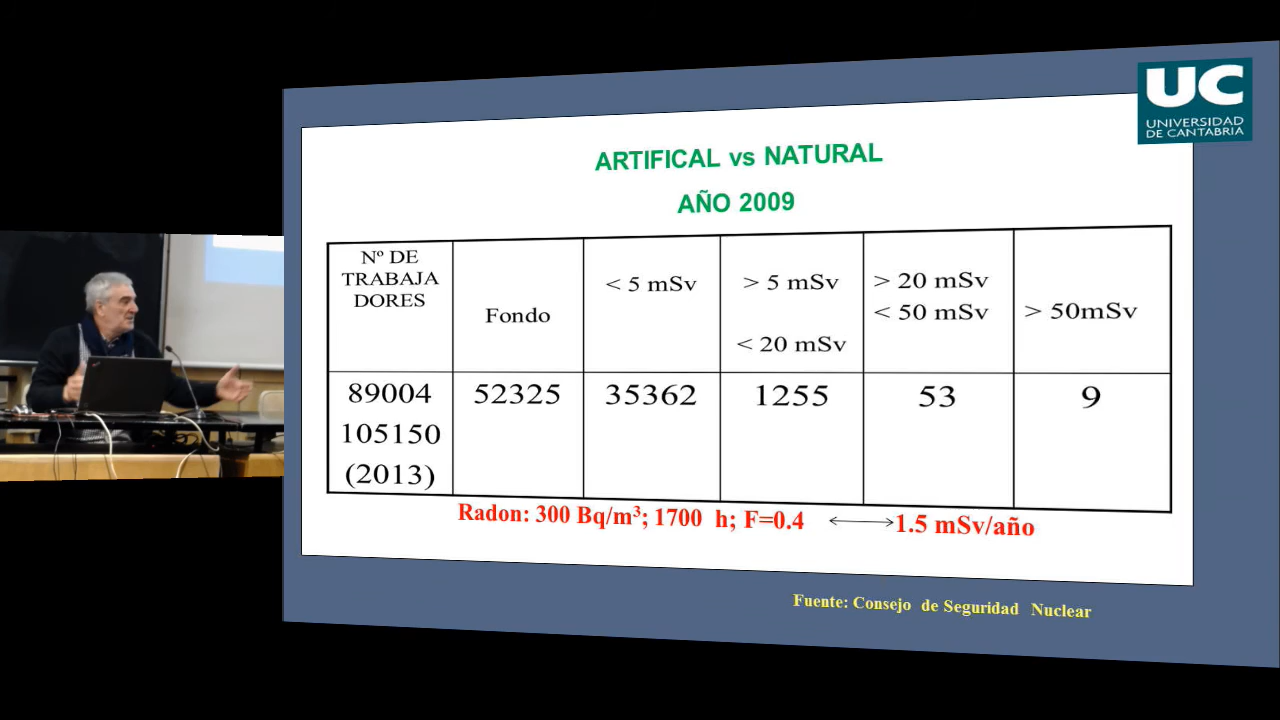 UC
UNIVERSIDAD
DE CANTABRIA
ARTIFICAL vs NATURAL
AÑO 2009
Nº DE
TRABAJA
DORES
Fondo
< 5 mSv
> 5 mSv
< 20 mSv
> 20 mSv
< 50 mSv
> 50mSv
89004
105150
(2013)
52325
35362
1255
53
9
Radon: 300 Bq/m³; 1700 h; F=0.4 ⟷ 1.5 mSv/año
Fuente: Consejo de Seguridad Nuclear